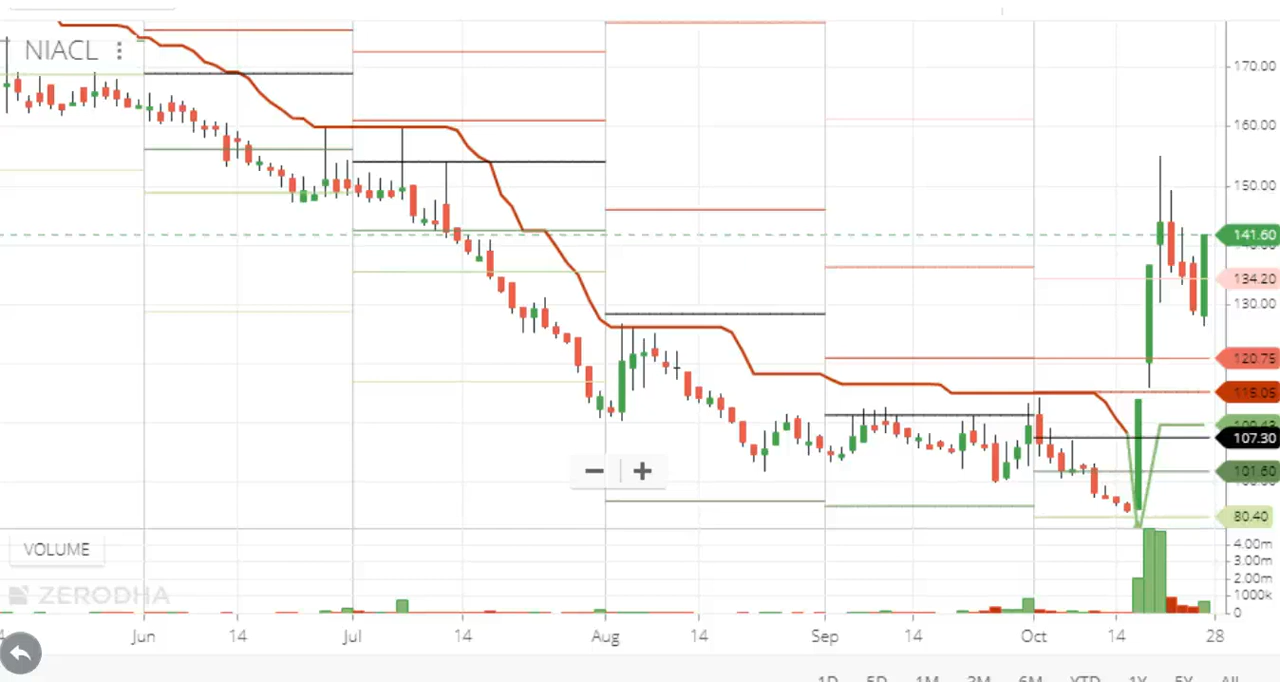 NIACL
170.00
160.00
150.00
141.60
134.20
130.00
120.75
115.05
107.30
101.60
80.40
VOLUME
4.00m
3.00m
2.00m
1000k
0
ZERODHA
Jun 14 Jul 14 Aug 14 Sep 14 Oct 14 28
1D 5D 1M 3M 6M YTD 1Y 5Y All